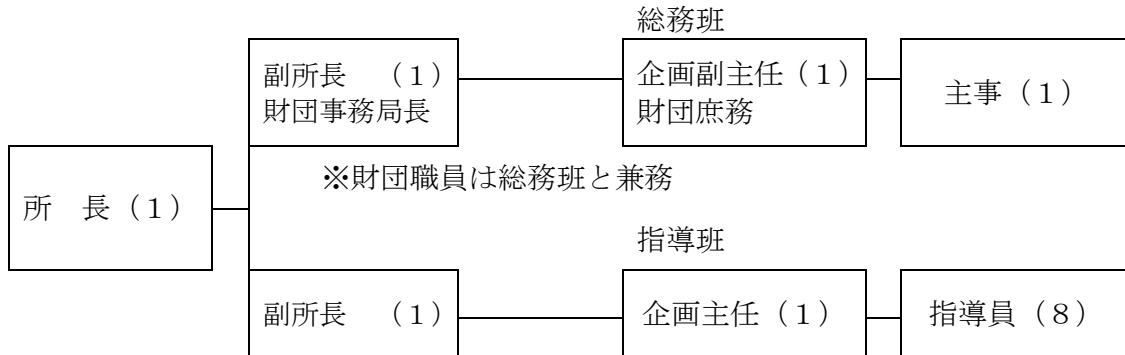 総務班
副所長　（１）
財団事務局長
企画副主任（１）
財団庶務
主事（１）
※財団職員は総務班と兼務
所　長（１）
指導班
副所長　（１）
企画主任（１）
指導員（８）